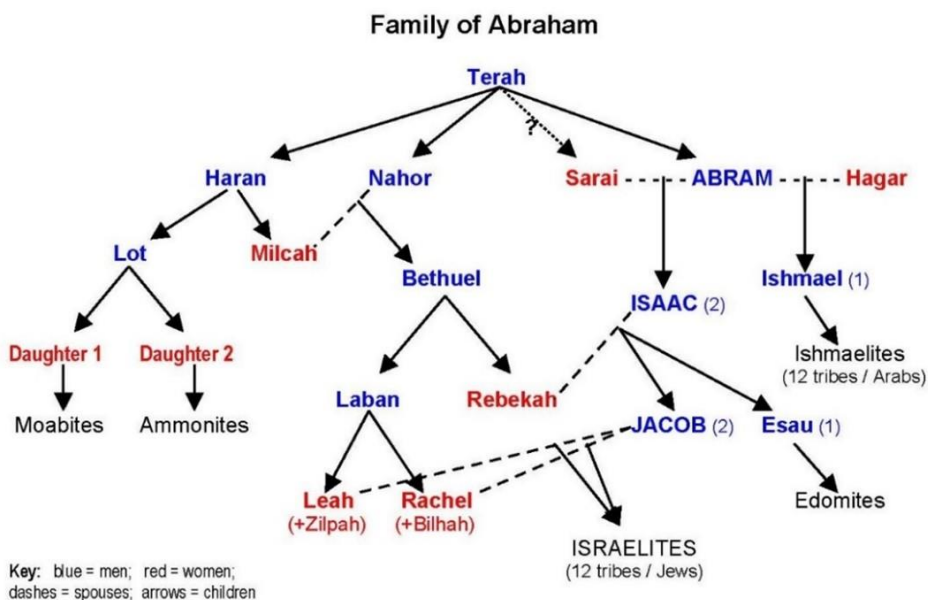 Family of Abraham
Terah
?
Haran Nahor Sarai ABRAM Hagar
Lot Milcah
Bethuel Ishmael (1)
ISAAC (2)
Daughter 1 Daughter 2 Ishmaelites
(12 tribes / Arabs)
Laban Rebekah
Moabites Ammonites JACOB (2) Esau (1)
Leah Rachel Edomites
(+Zilpah) (+Bilhah)
ISRAELITES
(12 tribes / Jews)
Key: blue = men; red = women;
dashes = spouses; arrows = children